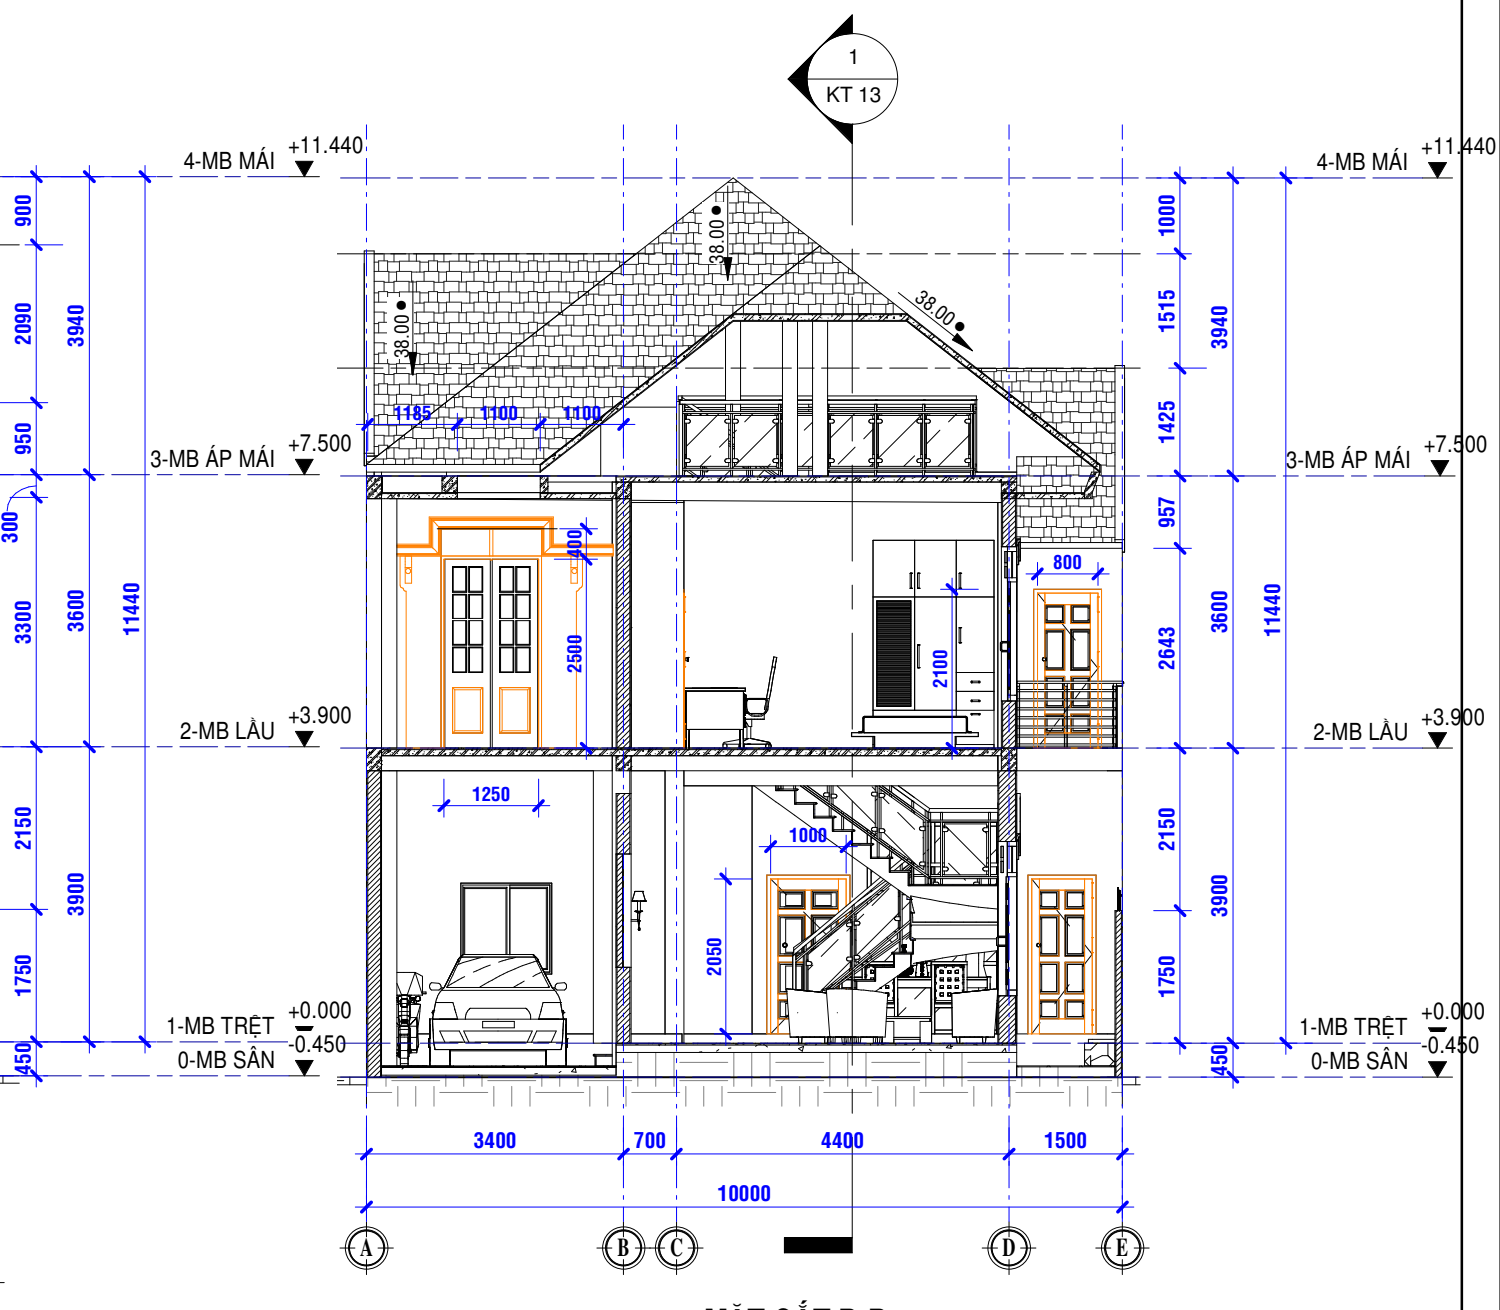 1
KT 13
4-MB MÁI +11.440
4-MB MÁI +11.440
900
2090
950
3940
300
3300
3600
11440
2150
1750
3900
450
3-MB ÁP MÁI +7.500
2-MB LẦU +3.900
1-MB TRỆT +0.000
0-MB SÂN -0.450
38.00
38.00
38.00
1185 1100 1100
400
2500
2100
800
1250
1000
2050
1000
1515
1425
3940
957
2643
3600
11440
2150
1750
3900
450
3-MB ÁP MÁI +7.500
2-MB LẦU +3.900
1-MB TRỆT +0.000
0-MB SÂN -0.450
3400 700 4400 1500
10000
A B C D E